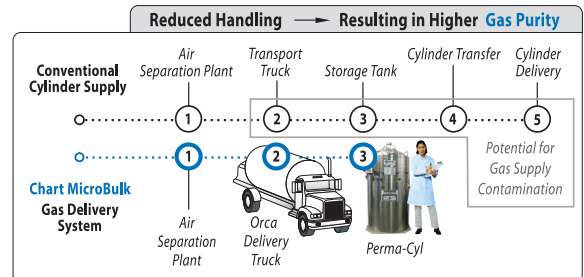 Reduced Handling → Resulting in Higher Gas Purity
Air
Separation Plant
Transport
Truck
Storage Tank
Cylinder Transfer
Cylinder
Delivery
Conventional
Cylinder Supply
1 2 3 4 5
1 2 3
Potential for
Gas Supply
Contamination
Chart MicroBulk
Gas Delivery
System
Air
Separation
Plant
Orca
Delivery
Truck
Perma-Cyl